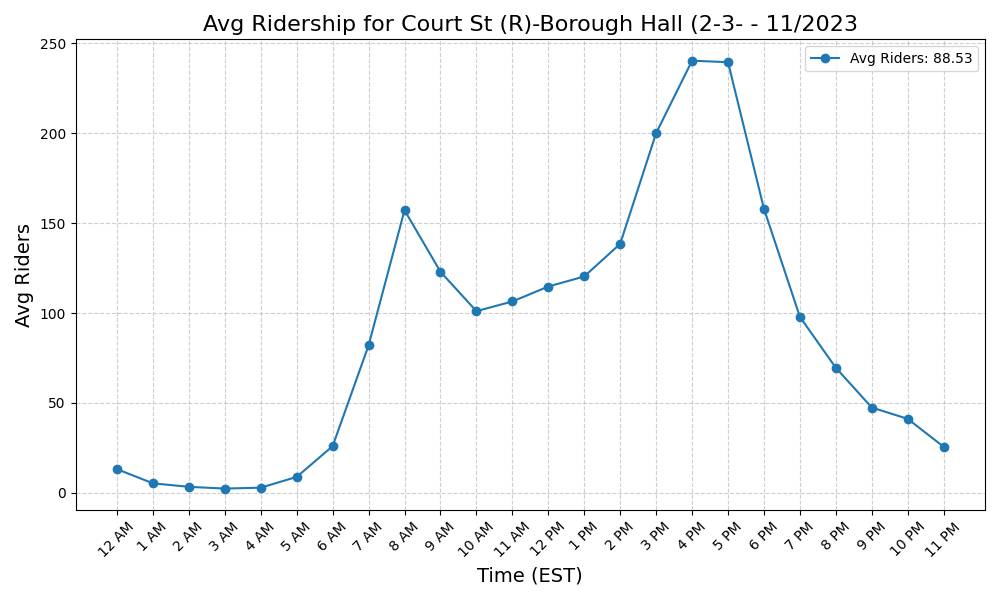 Avg Ridership for Court St (R)-Borough Hall (2-3- - 11/2023
Avg Riders: 88.53
Avg Riders
250
200
150
100
50
0
12 AM
1 AM
2 AM
3 AM
4 AM
5 AM
6 AM
7 AM
8 AM
9 AM
10 AM
11 AM
12 PM
1 PM
2 PM
3 PM
4 PM
5 PM
6 PM
7 PM
8 PM
9 PM
10 PM
11 PM
Time (EST)